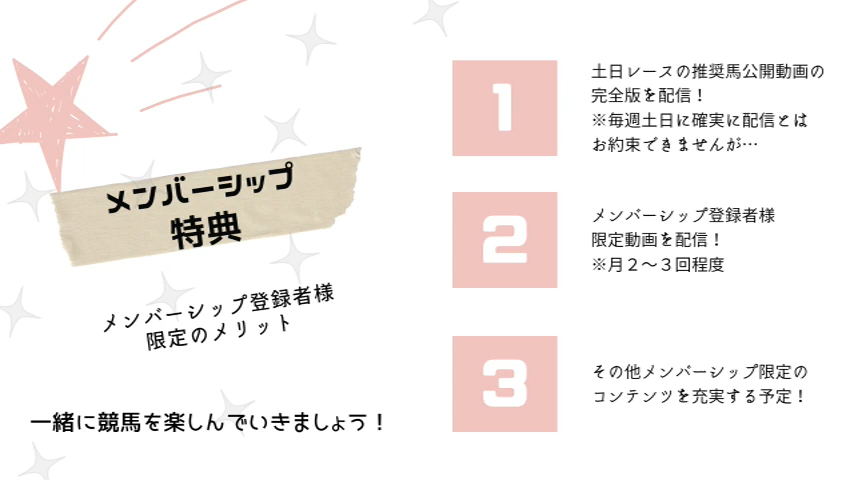 メンバーシップ
特典
メンバーシップ登録者様
限定のメリット
一緒に競馬を楽しんでいきましょう！
1
土日レースの推奨馬公開動画の
完全版を配信！
※毎週土日に確実に配信とは
お約束できませんが…
2
メンバーシップ登録者様
限定動画を配信！
※月２〜３回程度
3
その他メンバーシップ限定の
コンテンツを充実する予定！